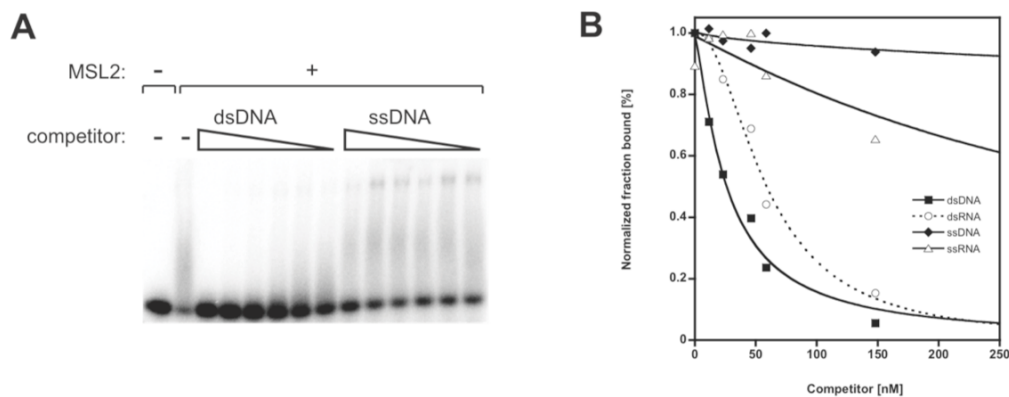 A
MSL2: - +
dsDNA ssDNA
competitor: - -
B
Normalized fraction bound [%]
1.0
0.8
0.6
0.4
0.2
0
dsDNA
dsRNA
ssDNA
ssRNA
0 50 100 150 200 250
Competitor [nM]